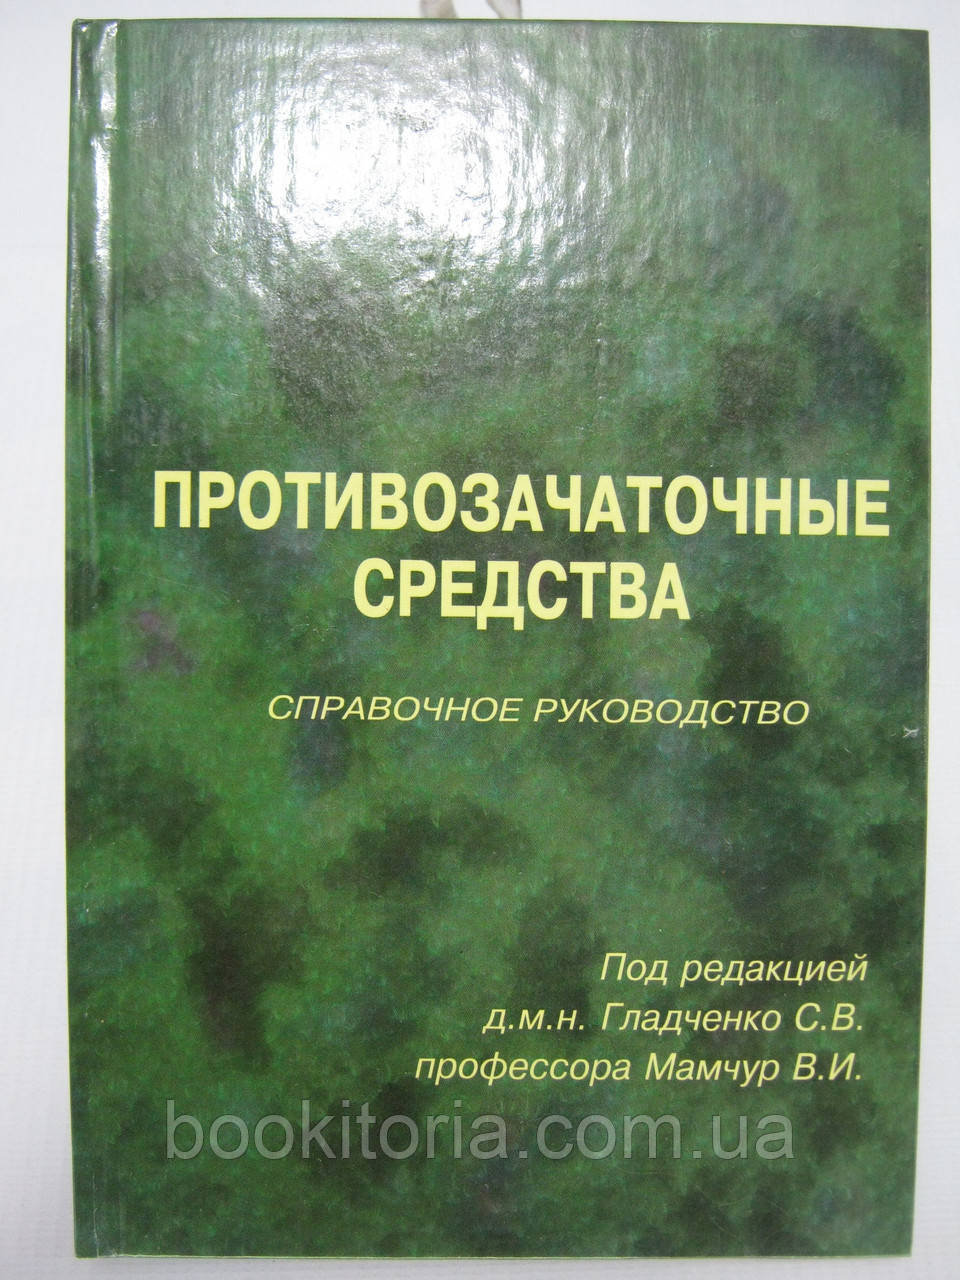 ПРОТИВОЗАЧАТОЧНЫЕ
СРЕДСТВА
СПРАВОЧНОЕ РУКОВОДСТВО
Под редакцией
д.м.н. Гладченко С.В.
профессора Мамчур В.И.
bookitoria.com.ua